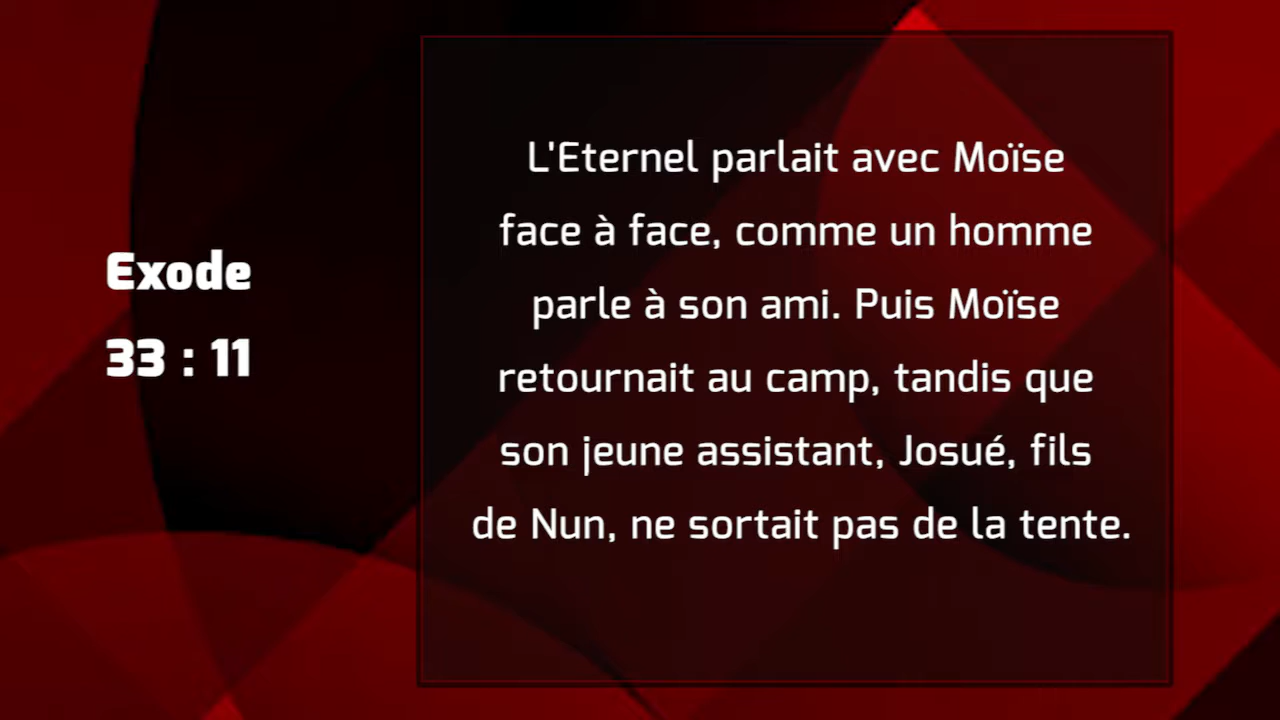 Exode
33 : 11
L'Eternel parlait avec Moïse
face à face, comme un homme
parle à son ami. Puis Moïse
retournait au camp, tandis que
son jeune assistant, Josué, fils
de Nun, ne sortait pas de la tente.